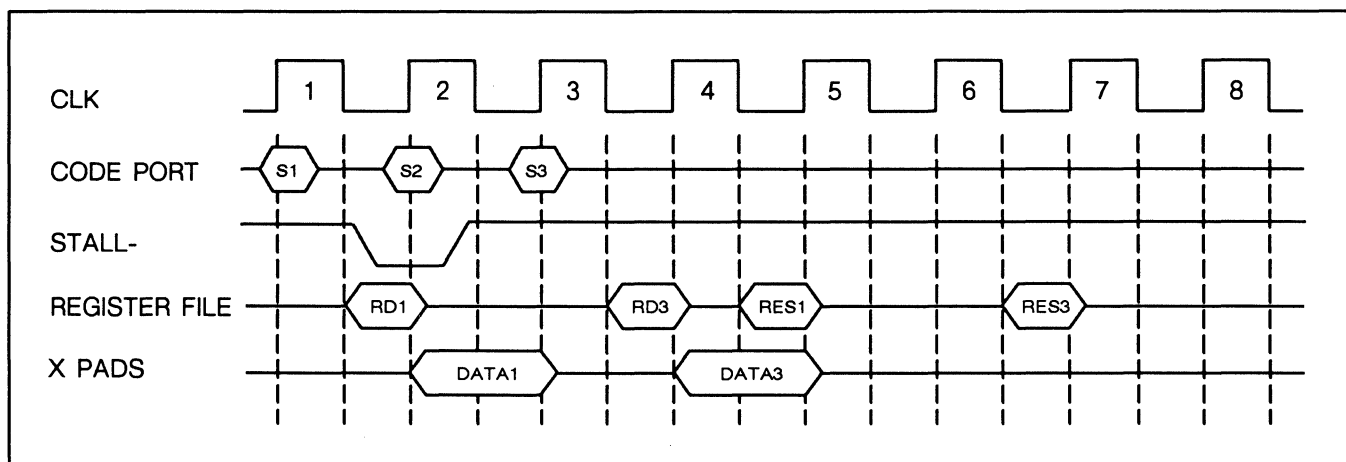 CLK 1 2 3 4 5 6 7 8
CODE PORT S1 S2 S3
STALL-
REGISTER FILE RD1 RD3 RES1 RES3
X PADS DATA1 DATA3